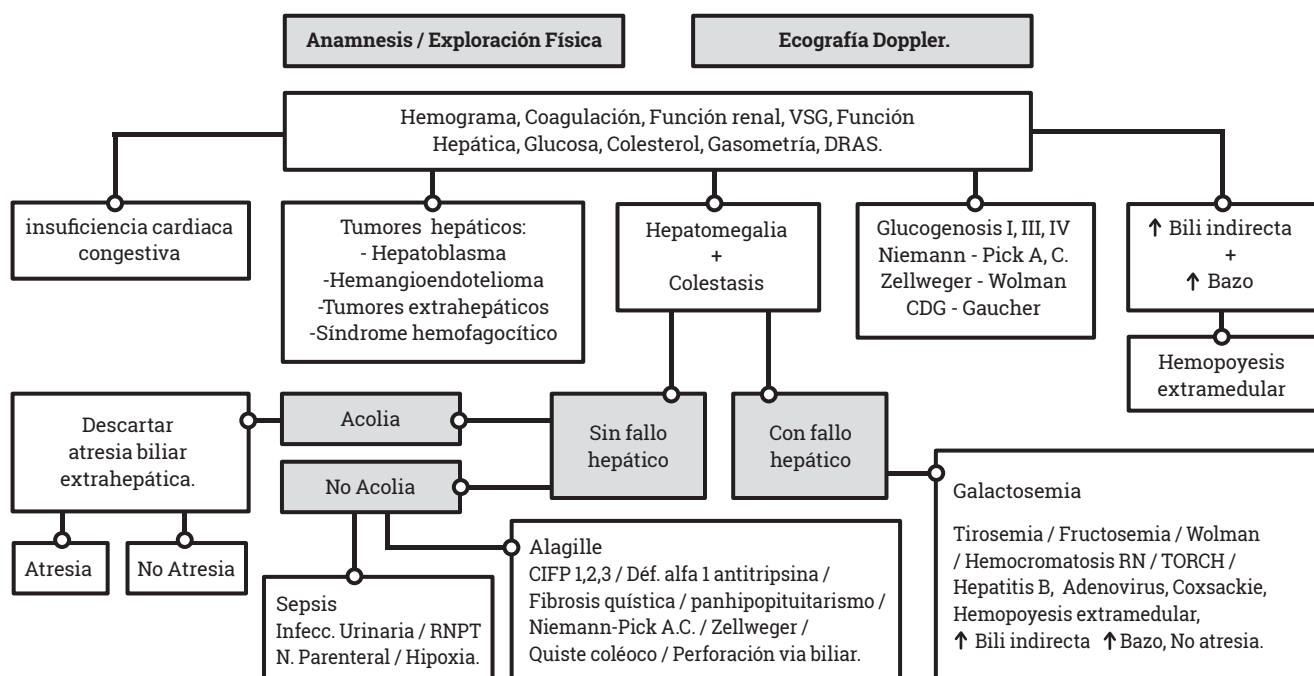 Anamnesis / Exploración Física
Ecografía Doppler.
Hemograma, Coagulación, Función renal, VSG, Función
Hepática, Glucosa, Colesterol, Gasometría, DRAS.
insuficiencia cardiaca
congestiva
Tumores hepáticos:
- Hepatoblasma
-Hemangioendotelioma
-Tumores extrahepáticos
-Síndrome hemofagocítico
Hepatomegalia
+
Colestasis
Glucogenosis I, III, IV
Niemann - Pick A, C.
Zellweger - Wolman
CDG - Gaucher
↑ Bili indirecta
+
↑ Bazo
Hemopoyesis
extramedular
Descartar
atresia biliar
extrahepática.
Acolia
No Acolia
Sin fallo
hepático
Con fallo
hepático
Atresia
No Atresia
Sepsis
Infecc. Urinaria / RNPT
N. Parenteral / Hipoxia.
Alagille
CIFP 1,2,3 / Déf. alfa 1 antitripsina /
Fibrosis quística / panhipopituitarismo /
Niemann-Pick A.C. / Zellweger /
Quiste coléoco / Perforación via biliar.
Galactosemia
Tirosemia / Fructosemia / Wolman
/ Hemocromatosis RN / TORCH /
Hepatitis B, Adenovirus, Coxsackie,
Hemopoyesis extramedular,
↑ Bili indirecta ↑ Bazo, No atresia.